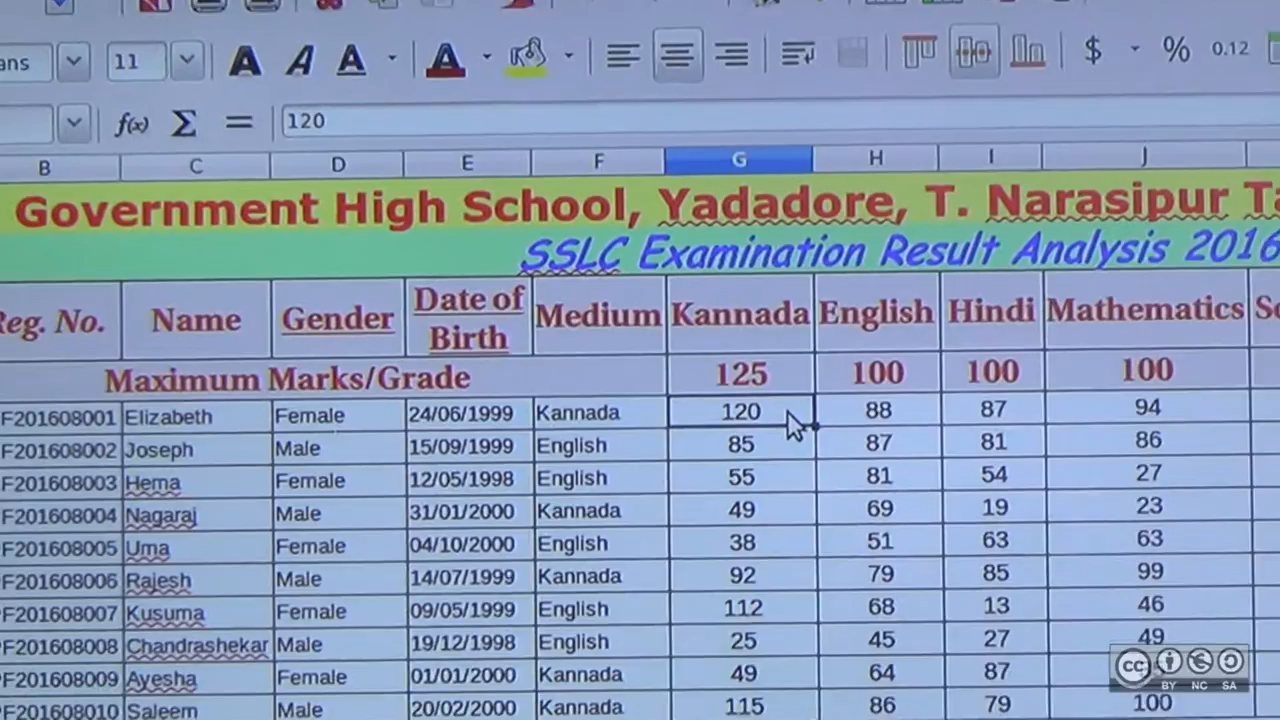 ans 11 $ % 0.12
f(x) Σ = 120
B C D E F G H I J
Government High School, Yadadore, T. Narasipur
SSLC Examination Result Analysis 2016
Reg. No. Name Gender Date of Birth Medium Kannada English Hindi Mathematics
Maximum Marks/Grade 125 100 100 100
F201608001 Elizabeth Female 24/06/1999 Kannada 120 88 87 94
F201608002 Joseph Male 15/09/1999 English 85 87 81 86
F201608003 Hema Female 12/05/1998 English 55 81 54 27
F201608004 Nagaraj Male 31/01/2000 Kannada 49 69 19 23
F201608005 Uma Female 04/10/2000 English 38 51 63 63
F201608006 Rajesh Male 14/07/1999 Kannada 92 79 85 99
F201608007 Kusuma Female 09/05/1999 English 112 68 13 46
F201608008 Chandrashekar Male 19/12/1998 English 25 45 27 49
F201608009 Ayesha Female 01/01/2000 Kannada 49 64 87
F201608010 Saleem Male 20/02/2000 Kannada 115 86 79 100
cc BY NC SA